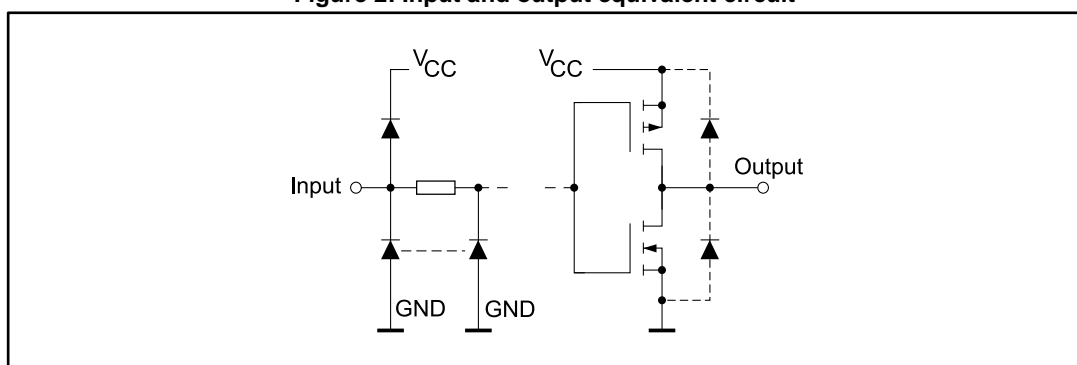 Figure 2. Input and output equivalent circuit
VCC
VCC
Input
Output
GND
GND